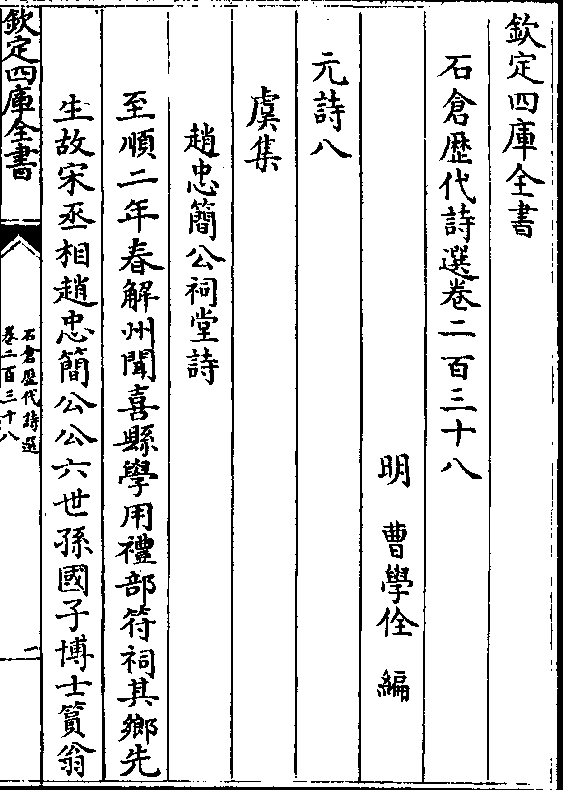 欽定四庫全書
石倉歴代詩選卷二百三十八
明　曹學佺　編
元詩八
虞集
趙忠簡公祠堂詩
至順二年春解州聞喜縣學用禮部符祠其鄉先
生故宋丞相趙忠簡公公六世孫國子博士篔翁
欽定四庫全書
石倉歴代詩選
卷二百三十八
一